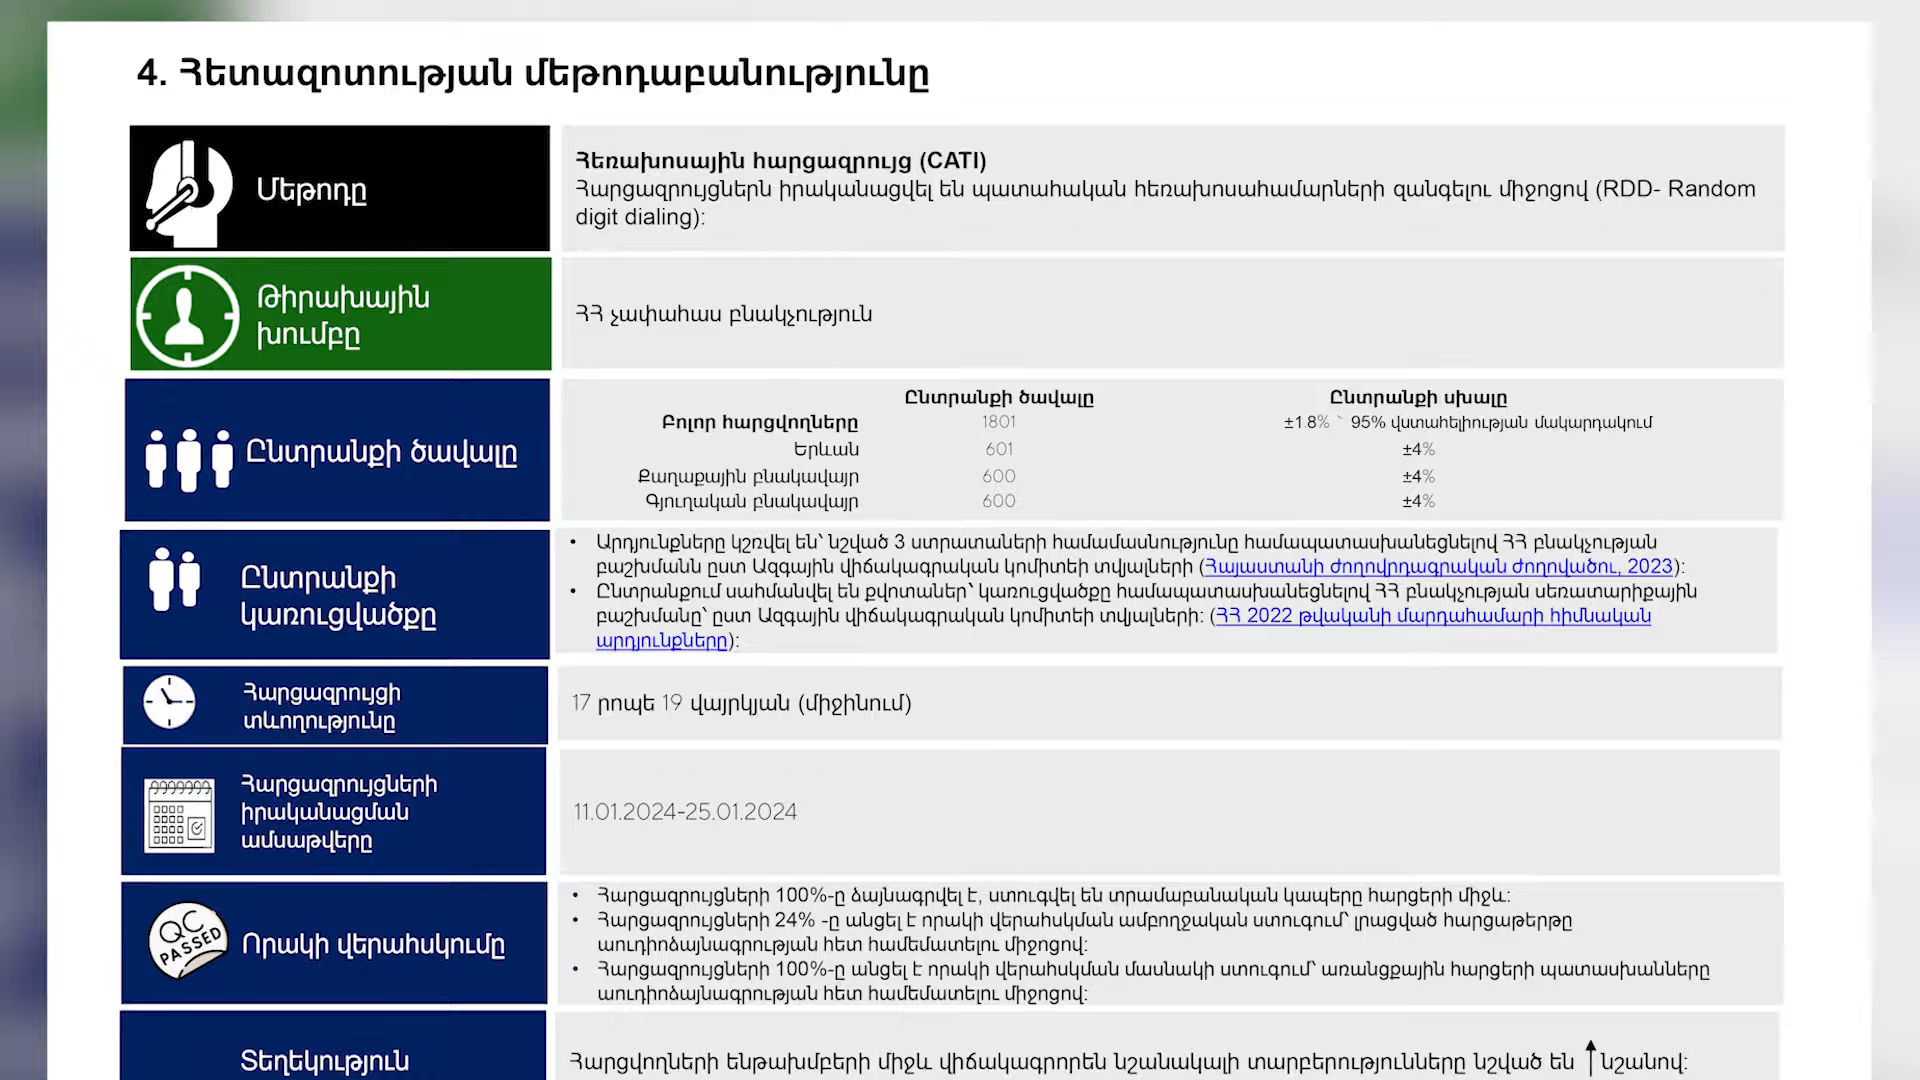 4. Հետազոտության մեթոդաբանությունը
Մեթոդը
Հեռախոսային հարցազրույց (CATI)
Հարցազրույցներն իրականացվել են պատահական հեռախոսահամարների զանգելու միջոցով (RDD- Random
digit dialing):
Թիրախային
խումբը
ՀՀ չափահաս բնակչություն
Ընտրանքի ծավալը
Ընտրանքի ծավալը Ընտրանքի սխալը
Բոլոր հարցվողները 1801 ±1.8% ` 95% վստահելիության մակարդակում
Երևան 601 ±4%
Քաղաքային բնակավայր 600 ±4%
Գյուղական բնակավայր 600 ±4%
Ընտրանքի
կառուցվածքը
• Արդյունքները կշռվել են՝ նշված 3 ստրատաների համամասնությունը համապատասխանեցնելով ՀՀ բնակչության
բաշխմանն ըստ Ազգային վիճակագրական կոմիտեի տվյալների (Հայաստանի ժողովրդագրական ժողովածու, 2023):
• Ընտրանքում սահմանվել են քվոտաներ՝ կառուցվածքը համապատասխանեցնելով ՀՀ բնակչության սեռատարիքային
բաշխմանը՝ ըստ Ազգային վիճակագրական կոմիտեի տվյալների: (ՀՀ 2022 թվականի մարդահամարի հիմնական
արդյունքները):
Հարցազրույցի
տևողությունը
17 րոպե 19 վայրկյան (միջինում)
Հարցազրույցների
իրականացման
ամսաթվերը
11.01.2024-25.01.2024
QC
PASSED
Որակի վերահսկումը
• Հարցազրույցների 100%-ը ձայնագրվել է, ստուգվել են տրամաբանական կապերը հարցերի միջև:
• Հարցազրույցների 24% -ը անցել է որակի վերահսկման ամբողջական ստուգում՝ լրացված հարցաթերթը
աուդիոձայնագրության հետ համեմատելու միջոցով:
• Հարցազրույցների 100%-ը անցել է որակի վերահսկման մասնակի ստուգում՝ առանցքային հարցերի պատասխանները
աուդիոձայնագրության հետ համեմատելու միջոցով:
Տեղեկություն
Հարցվողների ենթախմբերի միջև վիճակագրորեն նշանակալի տարբերությունները նշված են ↑ նշանով: